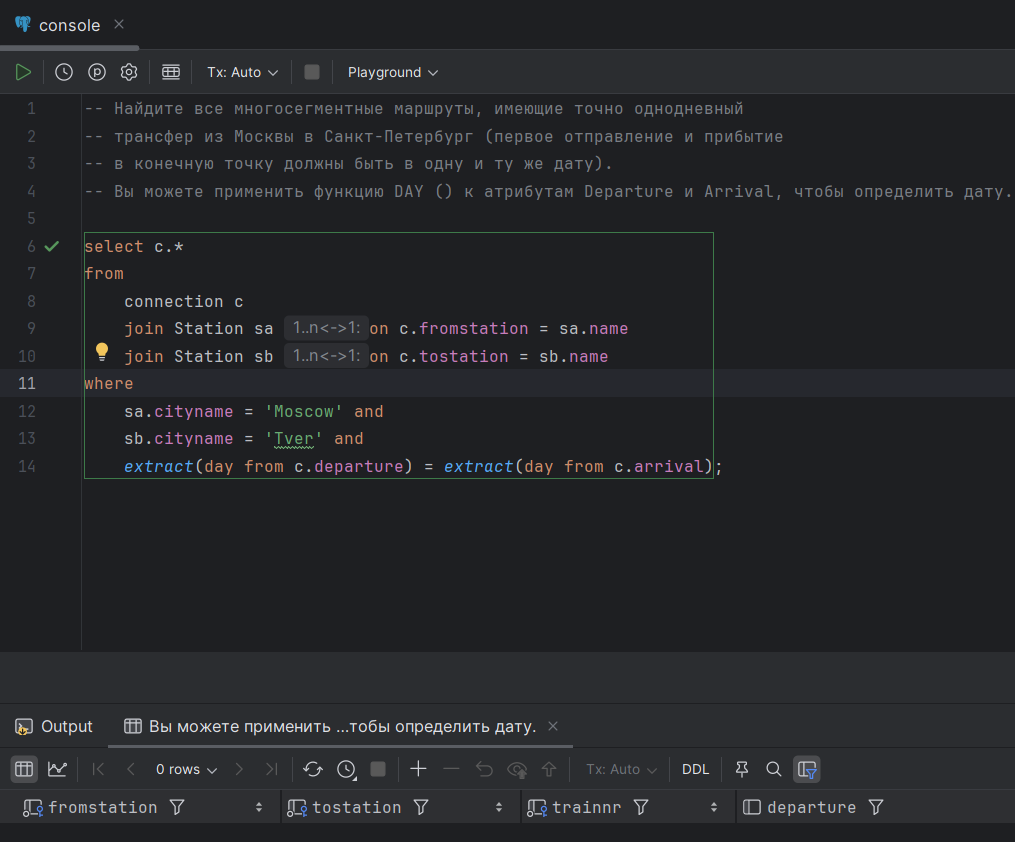 console
Tx: Auto
Playground
1 -- Найдите все многосегментные маршруты, имеющие точно однодневный
2 -- трансфер из Москвы в Санкт-Петербург (первое отправление и прибытие
3 -- в конечную точку должны быть в одну и ту же дату).
4 -- Вы можете применить функцию DAY () к атрибутам Departure и Arrival, чтобы определить дату.
5
6 select c.*
7 from
8 connection c
9 join Station sa 1..n<->1: on c.fromstation = sa.name
10 join Station sb 1..n<->1: on c.tostation = sb.name
11 where
12 sa.cityname = 'Moscow' and
13 sb.cityname = 'Tver' and
14 extract(day from c.departure) = extract(day from c.arrival);
Output Вы можете применить ...тобы определить дату.
0 rows Tx: Auto DDL
fromstation tostation trainnr departure